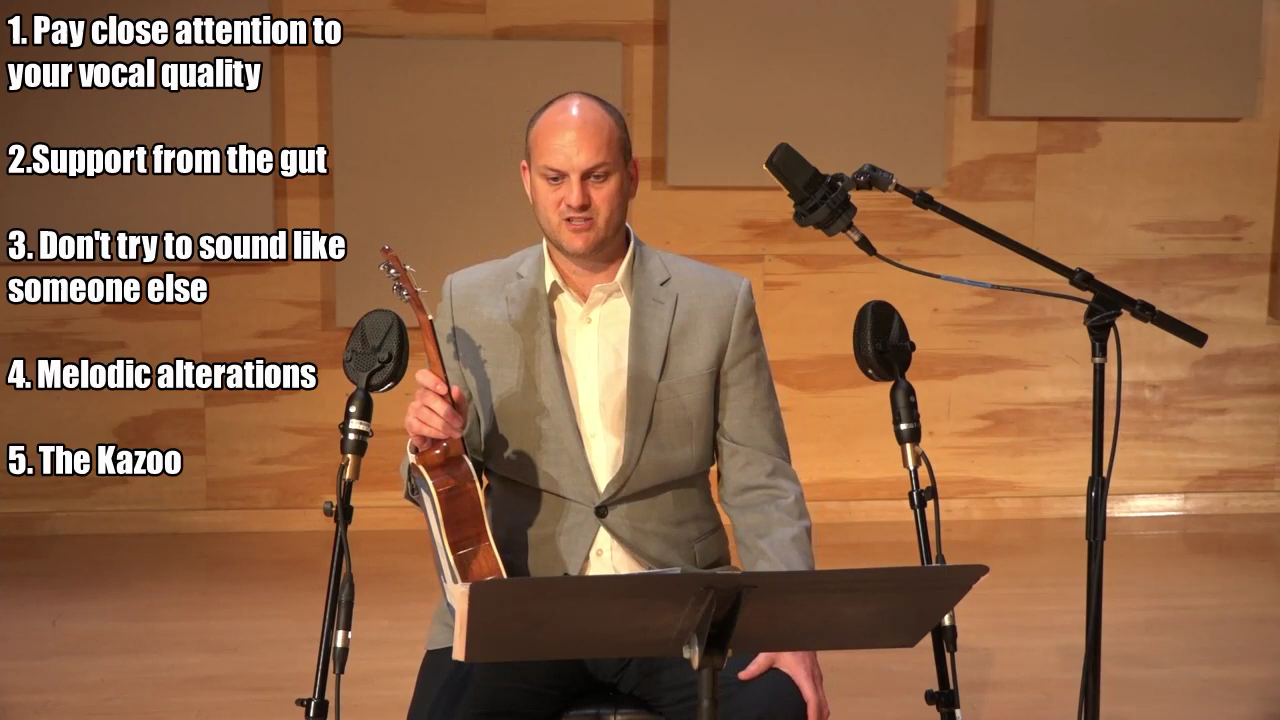 1. Pay close attention to
your vocal quality
2.Support from the gut
3. Don't try to sound like
someone else
4. Melodic alterations
5. The Kazoo